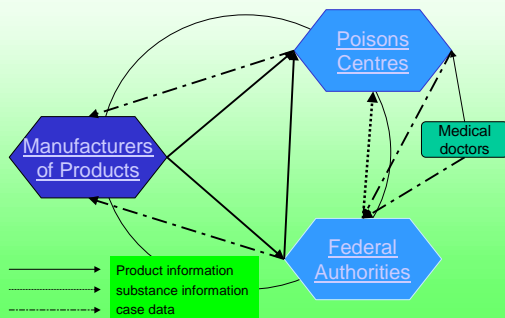 Poisons
Centres
Manufacturers
of Products
Medical
doctors
Federal
Authorities
Product information
substance information
case data